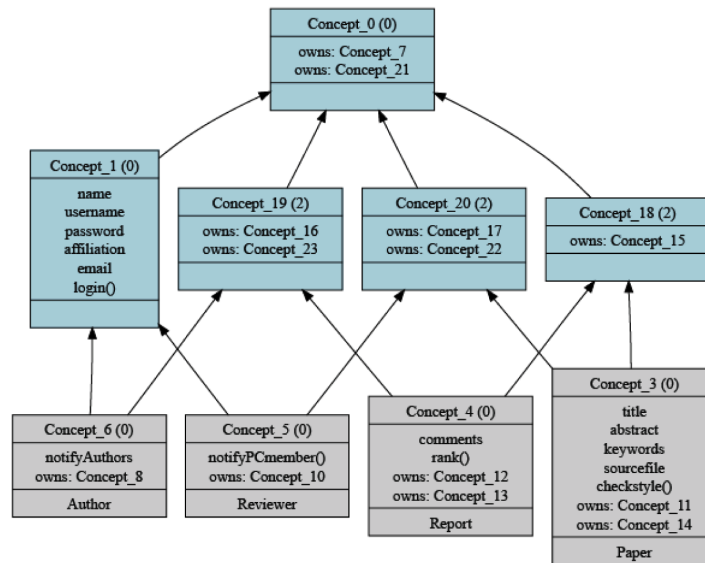 Concept_0 (0)
owns: Concept_7
owns: Concept_21
Concept_1 (0)
name
username
password
affiliation
email
login()
Concept_19 (2)
owns: Concept_16
owns: Concept_23
Concept_20 (2)
owns: Concept_17
owns: Concept_22
Concept_18 (2)
owns: Concept_15
Concept_6 (0)
notifyAuthors
owns: Concept_8
Author
Concept_5 (0)
notifyPCmember()
owns: Concept_10
Reviewer
Concept_4 (0)
comments
rank()
owns: Concept_12
owns: Concept_13
Report
Concept_3 (0)
title
abstract
keywords
sourcefile
checkstyle()
owns: Concept_11
owns: Concept_14
Paper